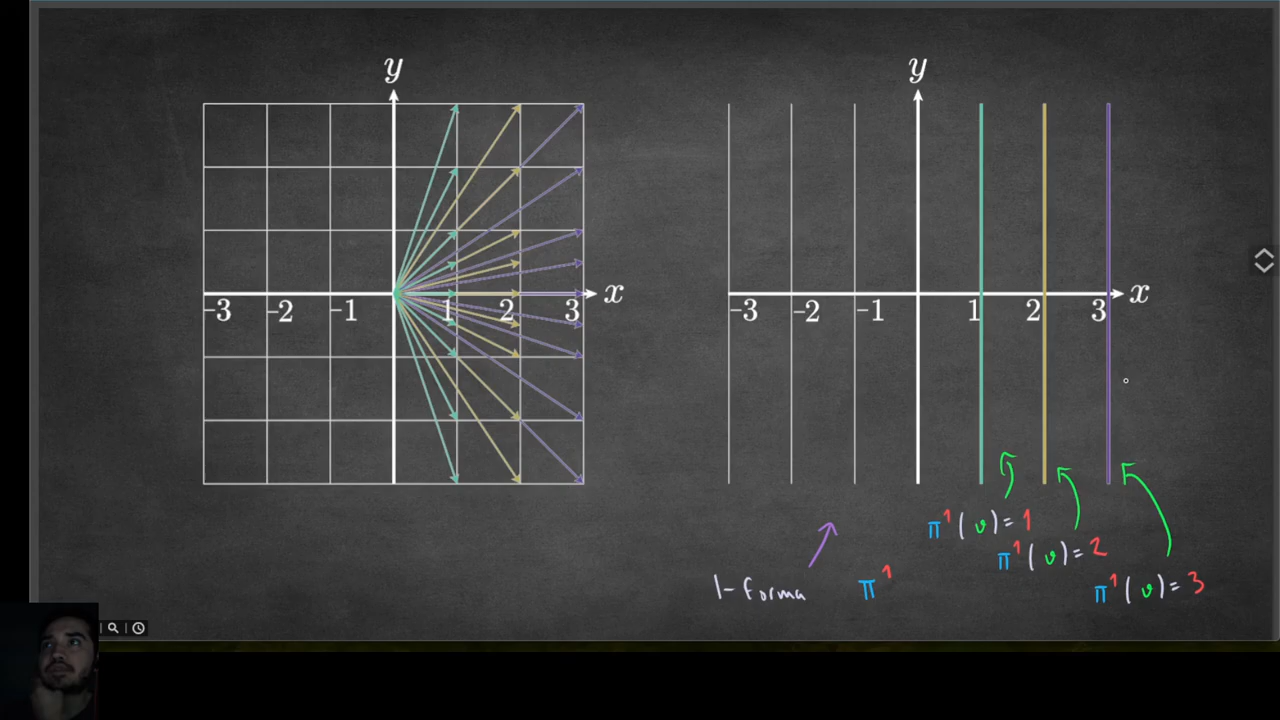 y
x
-3 -2 -1 1 2 3
y
x
-3 -2 -1 1 2 3
π¹(v)=1
π¹(v)=2
1-forma π¹
π¹(v)=3